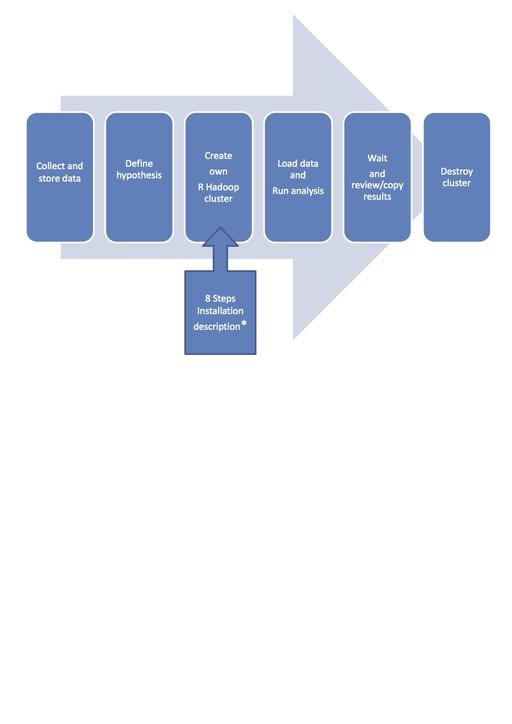 Collect and
store data
Define
hypothesis
Create
own
R Hadoop
cluster
Load data
and
Run analysis
Wait
and
review/copy
results
Destroy
cluster
8 Steps
Installation
description*